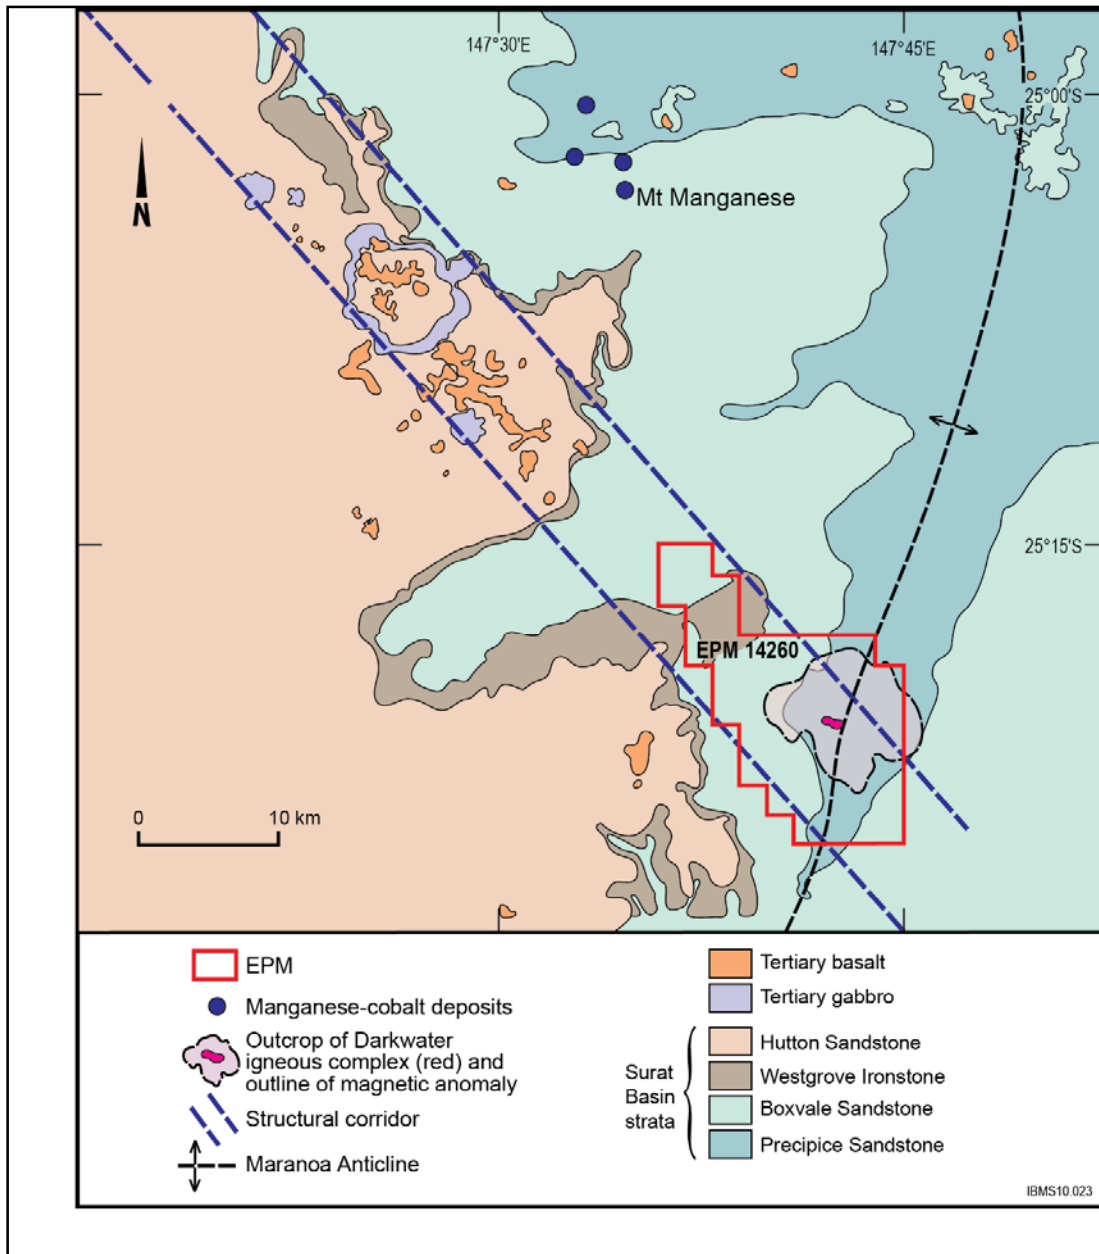 147°30'E
147°45'E
25°00'S
N
Mt Manganese
25°15'S
EPM 14260
0
10 km
EPM
Manganese-cobalt deposits
Outcrop of Darkwater
igneous complex (red) and
outline of magnetic anomaly
Structural corridor
Maranoa Anticline
Tertiary basalt
Tertiary gabbro
Surat
Basin
strata
Hutton Sandstone
Westgrove Ironstone
Boxvale Sandstone
Precipice Sandstone
IBMS10.023